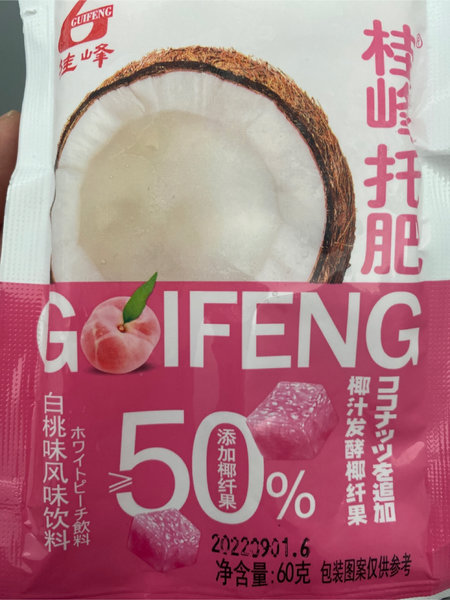 GUIFENG
桂峰
桂峰托肥
®
GUIFENG
白桃味风味饮料
ホワイトピーチ飲料
≥50%
添加椰纤果
ココナッツを追加
椰汁发酵椰纤果
20220901.6
净含量:60克 包装图案仅供参考